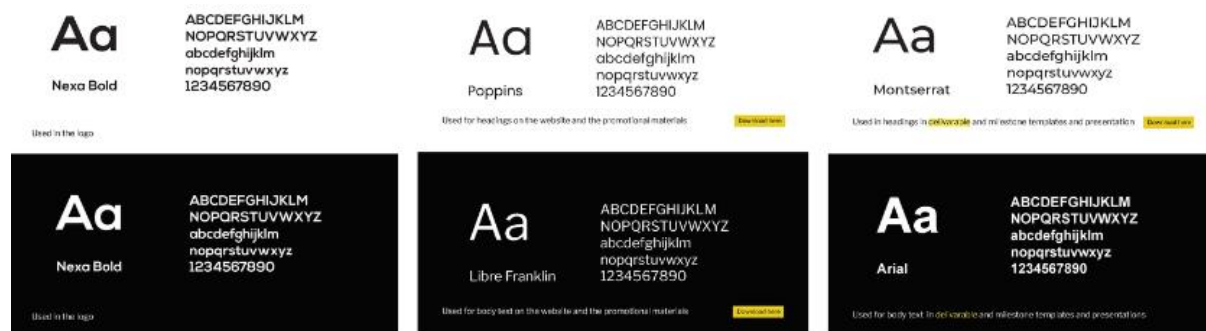 Aa
Nexa Bold
ABCDEFGHIJKLM
NOPQRSTUVWXYZ
abcdefghijklm
nopqrstuvwxyz
1234567890
Used in the logo
Aa
Poppins
ABCDEFGHIJKLM
NOPQRSTUVWXYZ
abcdefghijklm
nopqrstuvwxyz
1234567890
Used for headings on the website and the promotional materials
Download here
Aa
Montserrat
ABCDEFGHIJKLM
NOPQRSTUVWXYZ
abcdefghijklm
nopqrstuvwxyz
1234567890
Used in headings in delivarable and milestone templates and presentation
Download here
Aa
Nexa Bold
ABCDEFGHIJKLM
NOPQRSTUVWXYZ
abcdefghijklm
nopqrstuvwxyz
1234567890
Used in the logo
Aa
Libre Franklin
ABCDEFGHIJKLM
NOPQRSTUVWXYZ
abcdefghijklm
nopqrstuvwxyz
1234567890
Used for body text on the website and the promotional materials
Download here
Aa
Arial
ABCDEFGHIJKLM
NOPQRSTUVWXYZ
abcdefghijklm
nopqrstuvwxyz
1234567890
Used for body text in delivarable and milestone templates and presentations